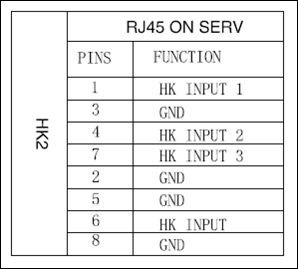 RJ45 ON SERV
HK2
PINS FUNCTION
1 HK INPUT 1
3 GND
4 HK INPUT 2
7 HK INPUT 3
2 GND
5 GND
6 HK INPUT
8 GND